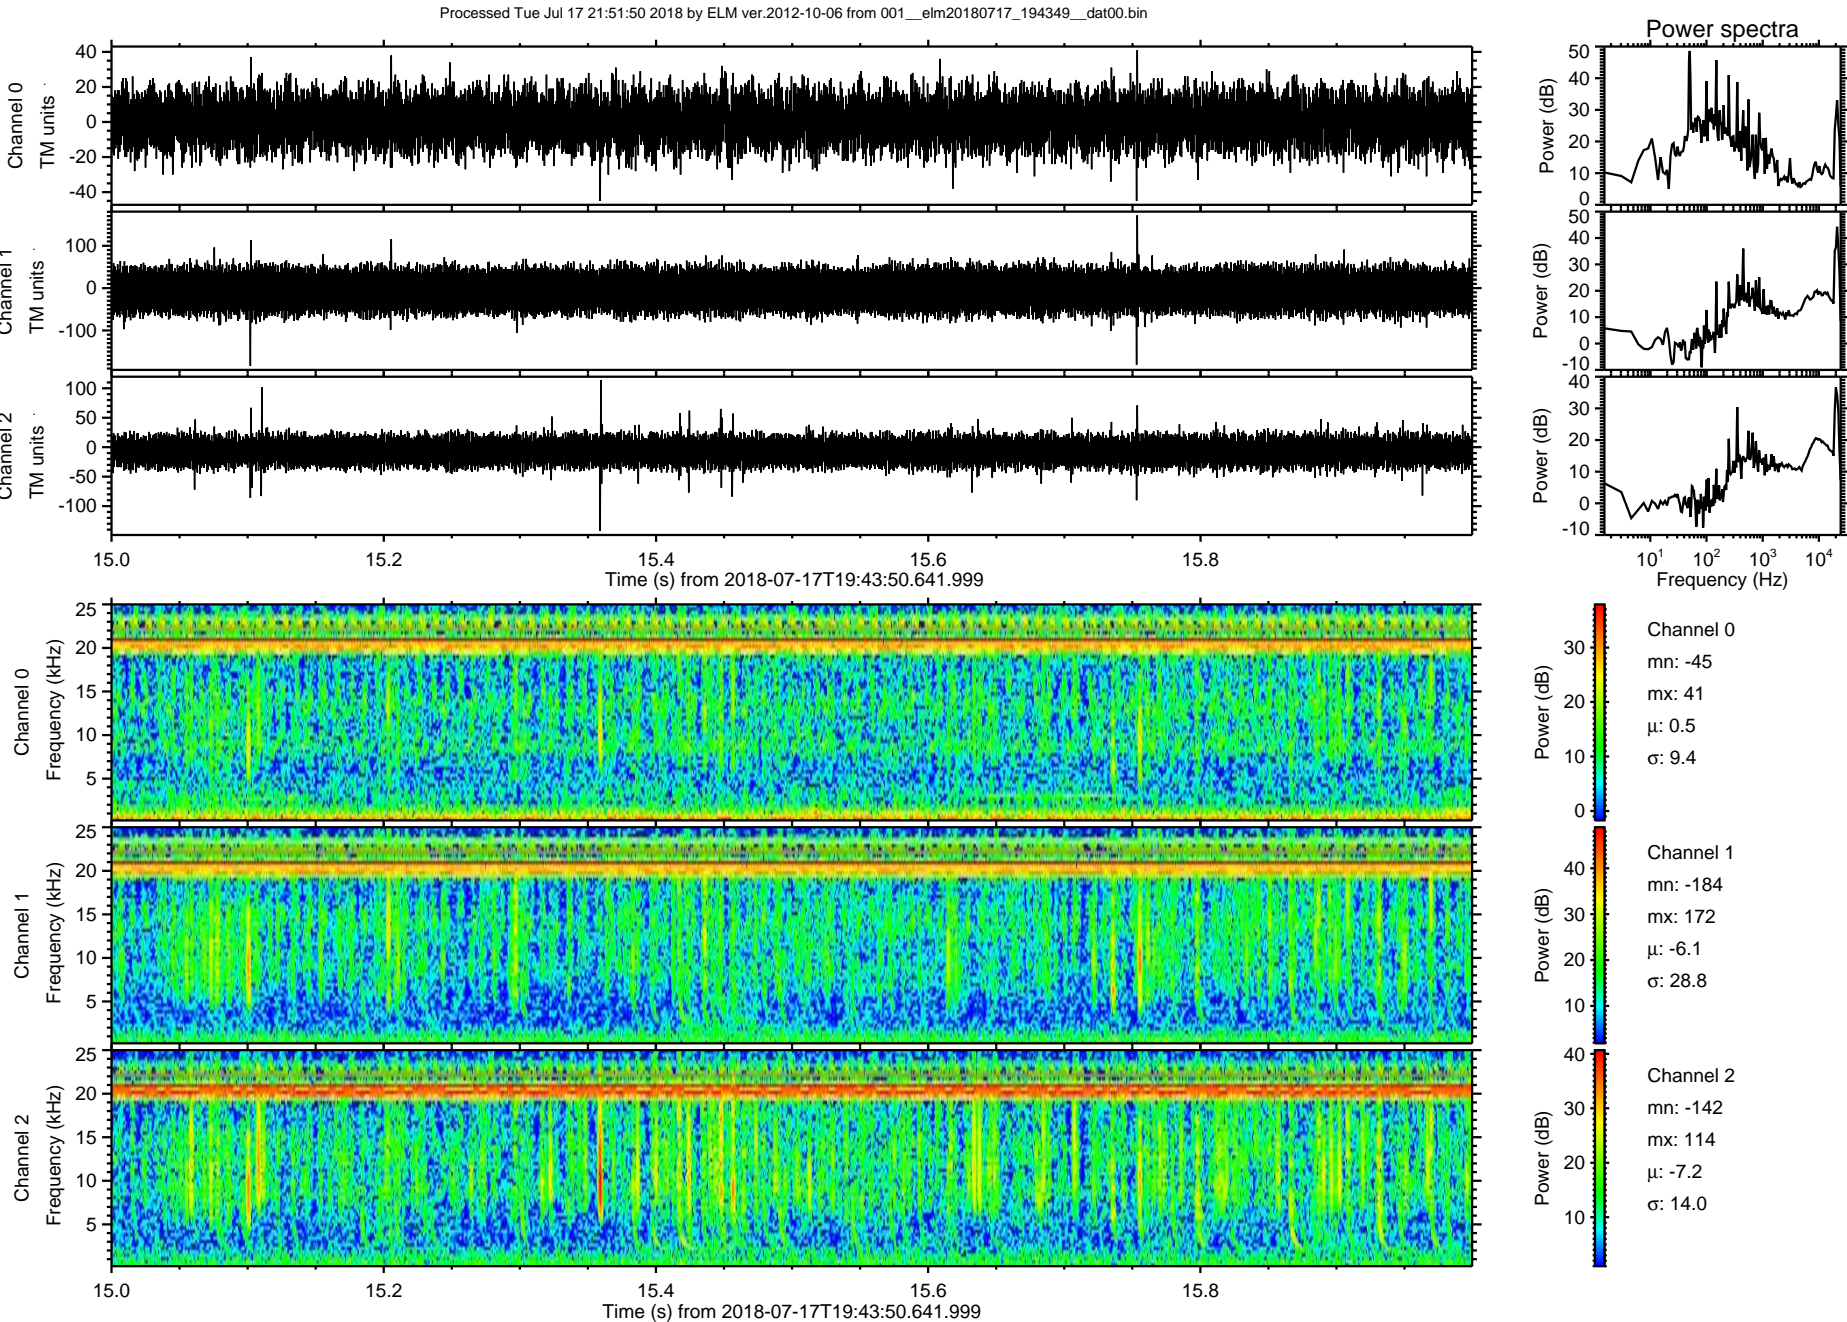 Processed Tue Jul 17 21:51:50 2018 by ELM ver.2012-10-06 from 001__elm20180717_194349__dat00.bin
Power spectra
Channel 0
TM units
40
20
0
-20
-40
Power (dB)
50
40
30
20
10
0
Channel 1
TM units
100
0
-100
Power (dB)
50
40
30
20
10
0
-10
Channel 2
TM units
100
50
0
-50
-100
Power (dB)
40
30
20
10
0
-10
15.0 15.2 15.4 15.6 15.8
Time (s) from 2018-07-17T19:43:50.641.999
10^1 10^2 10^3 10^4
Frequency (Hz)
Channel 0
Frequency (kHz)
25
20
15
10
5
Power (dB)
30
20
10
0
Channel 0
mn: -45
mx: 41
μ: 0.5
σ: 9.4
Channel 1
Frequency (kHz)
25
20
15
10
5
Power (dB)
40
30
20
10
Channel 1
mn: -184
mx: 172
μ: -6.1
σ: 28.8
Channel 2
Frequency (kHz)
25
20
15
10
5
Power (dB)
40
30
20
10
Channel 2
mn: -142
mx: 114
μ: -7.2
σ: 14.0
15.0 15.2 15.4 15.6 15.8
Time (s) from 2018-07-17T19:43:50.641.999